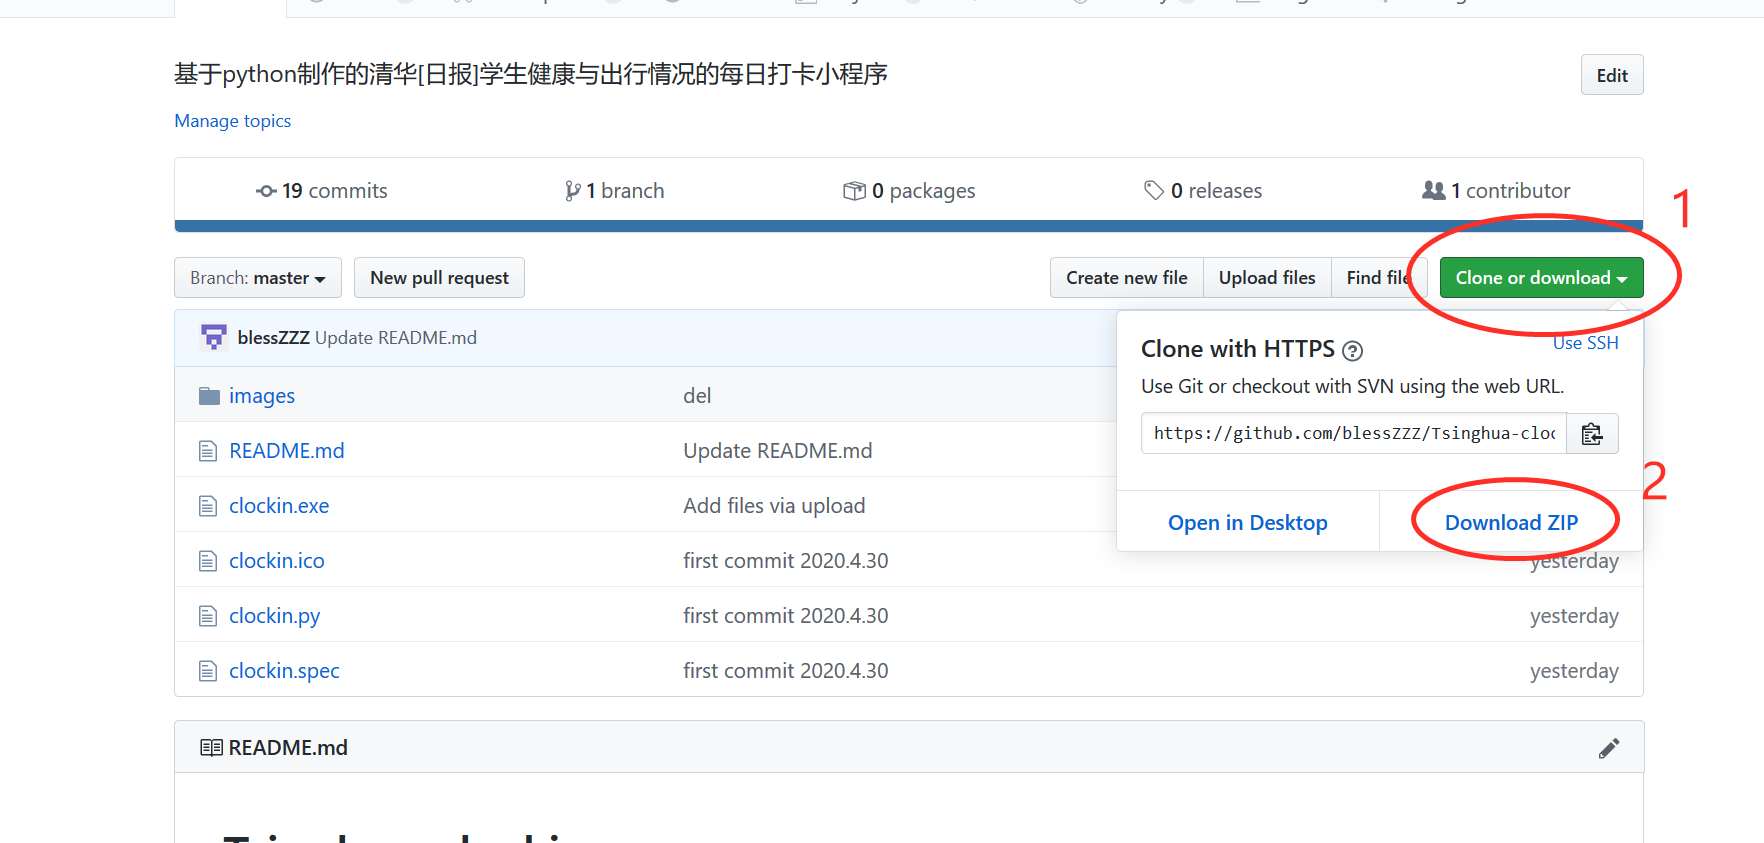 基于python制作的清华[日报]学生健康与出行情况的每日打卡小程序
Edit
Manage topics
19 commits
1 branch
0 packages
0 releases
1 contributor
1
Branch: master
New pull request
Create new file
Upload files
Find file
Clone or download
blessZZZ Update README.md
Clone with HTTPS
Use SSH
Use Git or checkout with SVN using the web URL.
https://github.com/blessZZZ/Tsinghua-cloc
2
Open in Desktop
Download ZIP
images
del
README.md
Update README.md
clockin.exe
Add files via upload
clockin.ico
first commit 2020.4.30
yesterday
clockin.py
first commit 2020.4.30
yesterday
clockin.spec
first commit 2020.4.30
yesterday
README.md